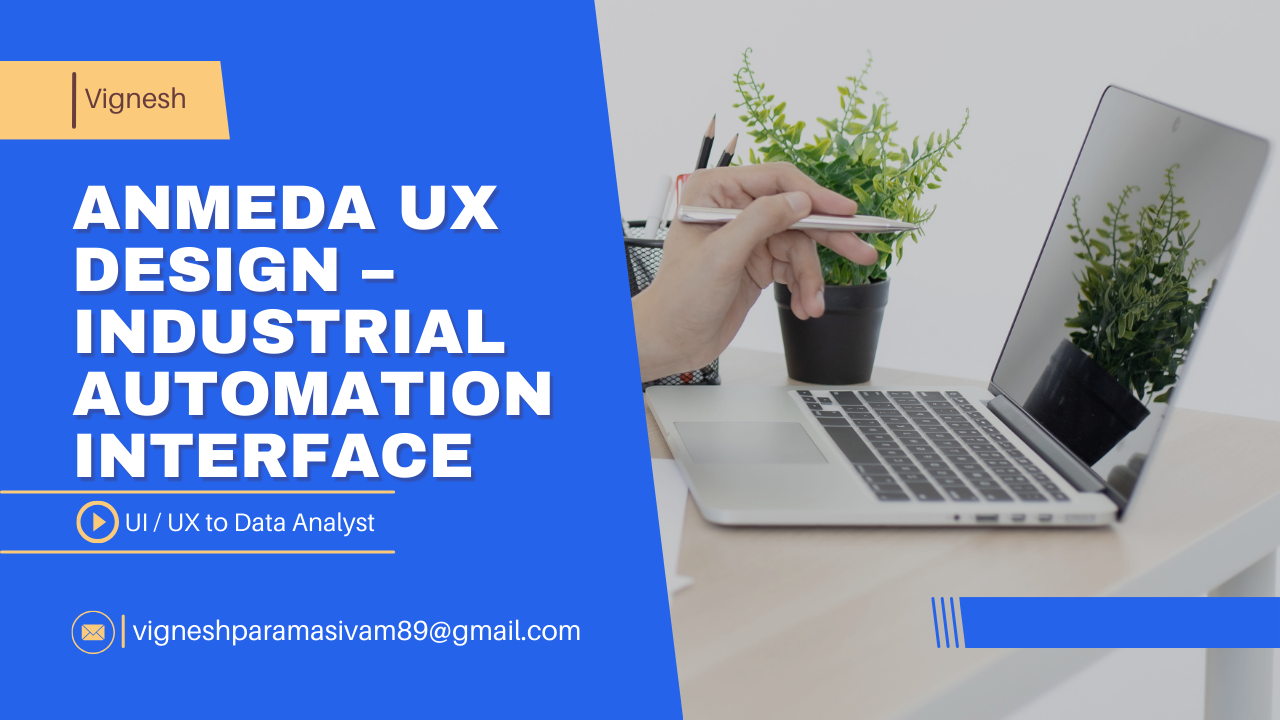 Vignesh
ANMEDA UX
DESIGN –
INDUSTRIAL
AUTOMATION
INTERFACE
UI / UX to Data Analyst
vigneshparamasivam89@gmail.com